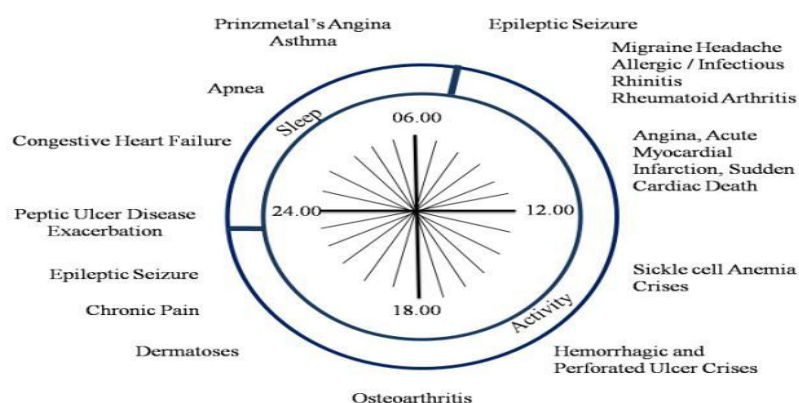 Prinzmetal's Angina
Asthma
Epileptic Seizure
Migraine Headache
Allergic / Infectious
Rhinitis
Rheumatoid Arthritis
Apnea
Sleep
06.00
Congestive Heart Failure
Angina, Acute
Myocardial
Infarction, Sudden
Cardiac Death
Peptic Ulcer Disease
Exacerbation
24.00
12.00
Epileptic Seizure
Sickle cell Anemia
Crises
Chronic Pain
18.00
Activity
Dermatoses
Hemorrhagic and
Perforated Ulcer Crises
Osteoarthritis